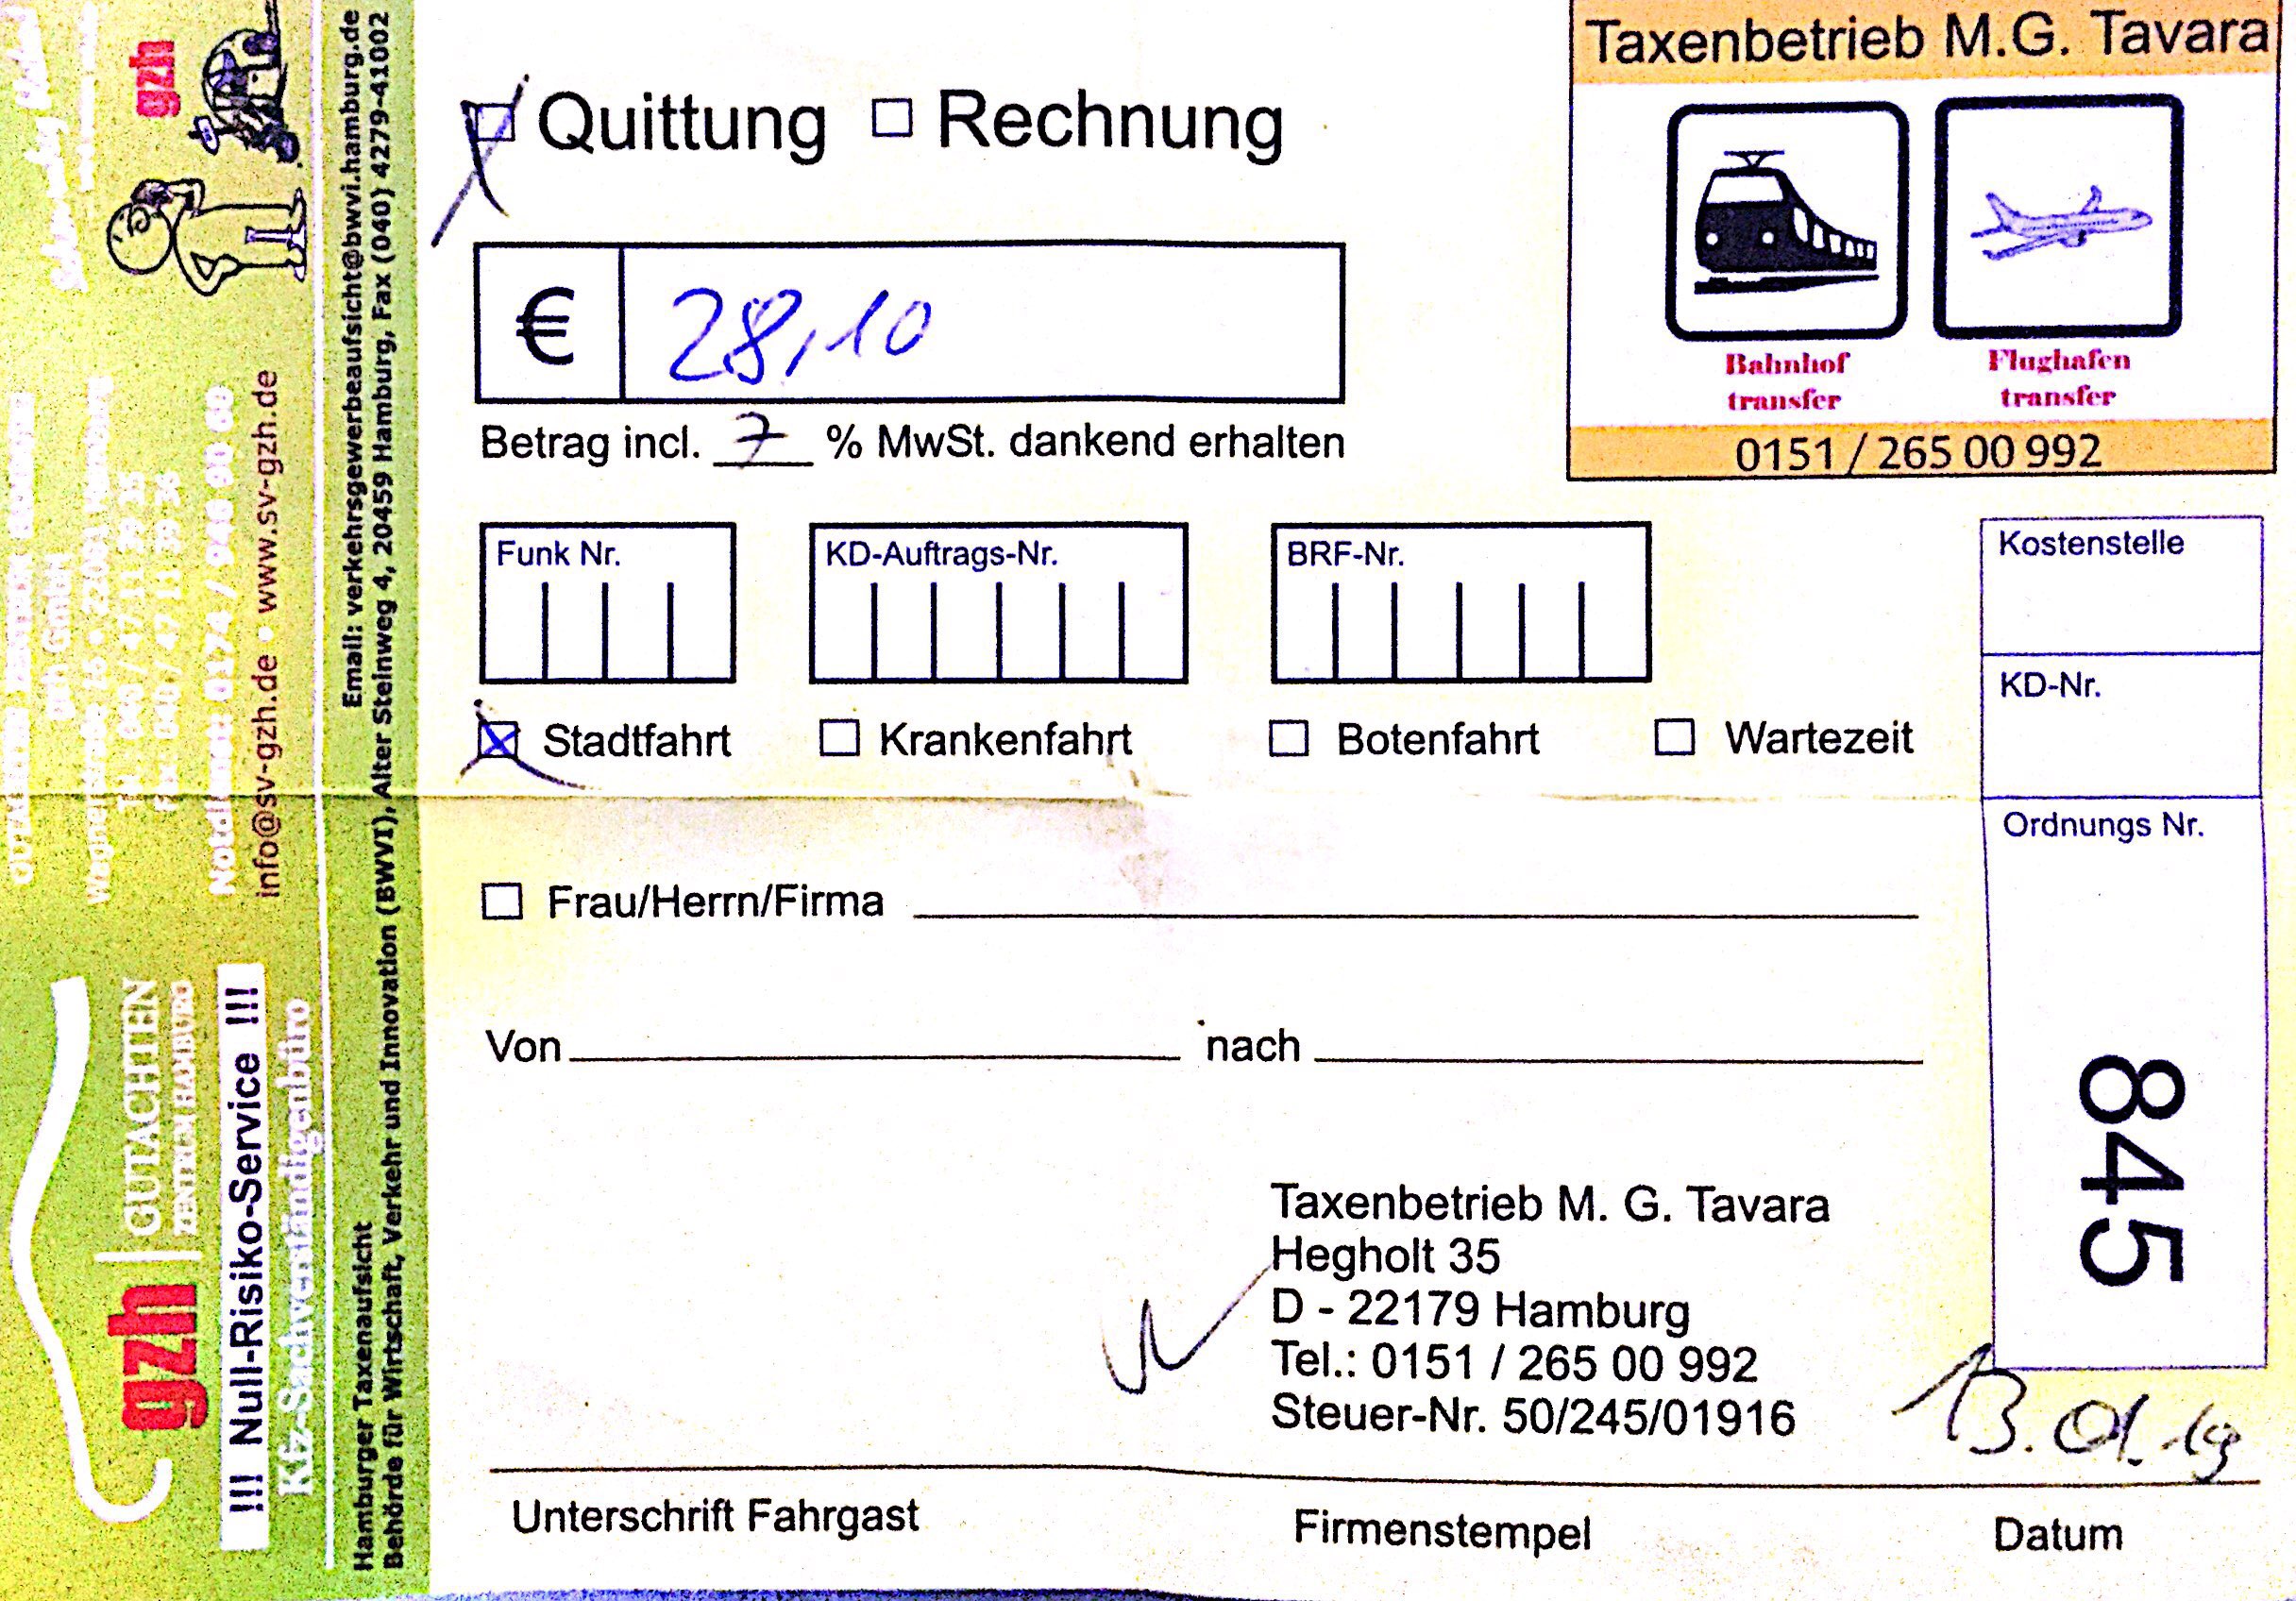 Taxenbetrieb M.G. Tavara
Quittung Rechnung
€ 28,10
Betrag incl. 7 % MwSt. dankend erhalten
Bahnhof transfer
Flughafen transfer
0151 / 265 00 992
Funk Nr. KD-Auftrags-Nr. BRF-Nr. Kostenstelle
KD-Nr.
Stadtfahrt Krankenfahrt Botenfahrt Wartezeit
Ordnungs Nr.
845
Frau/Herrn/Firma
Von nach
Taxenbetrieb M. G. Tavara
Hegholt 35
D - 22179 Hamburg
Tel.: 0151 / 265 00 992
Steuer-Nr. 50/245/01916
13.01.19
Unterschrift Fahrgast Firmenstempel Datum
gzh
gzh GUTACHTEN
ZENTRUM HAMBURG
!!! Null-Risiko-Service !!!
Kfz-Sachverständigenbüro
info@sv-gzh.de • www.sv-gzh.de
Hamburger Taxenaufsicht Email: verkehrsgewerbeaufsicht@bwvi.hamburg.de
Behörde für Wirtschaft, Verkehr und Innovation (BWVI), Alter Steinweg 4, 20459 Hamburg, Fax (040) 4279-41002